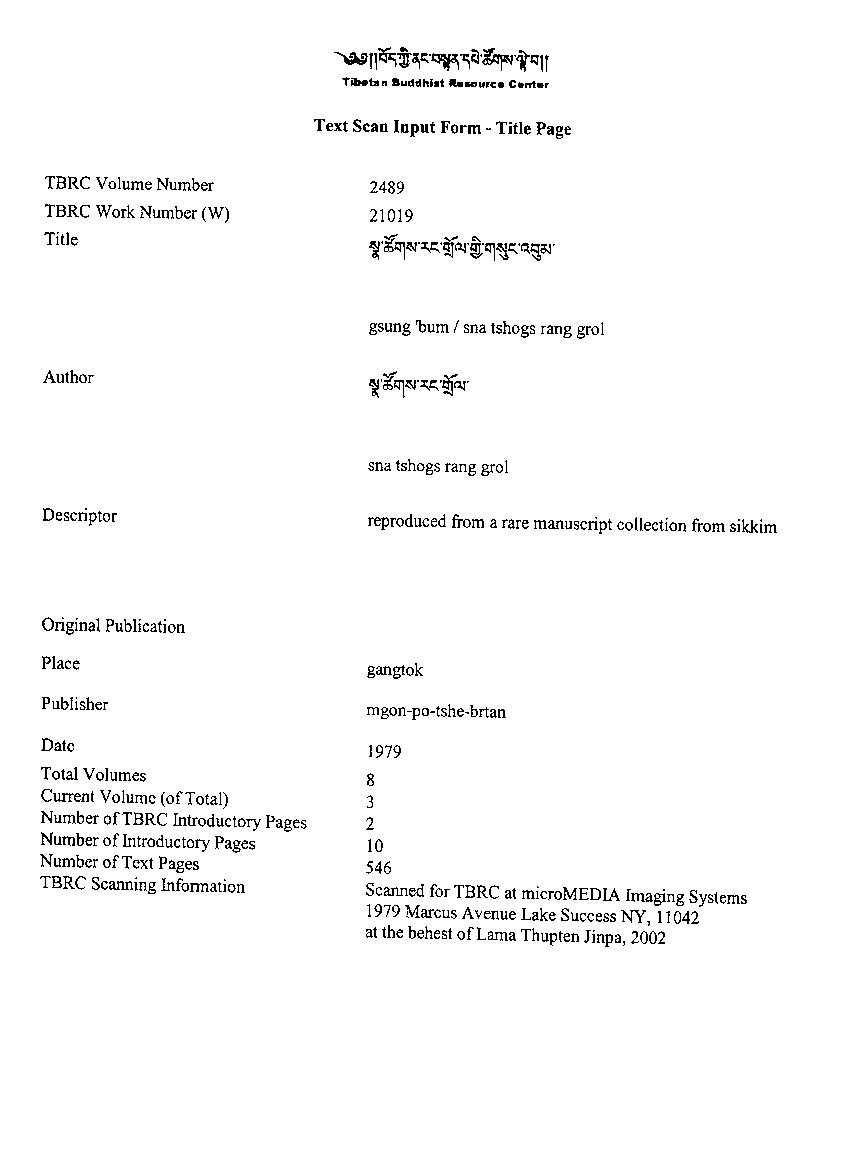 ༄༅།།བོད་ཀྱི་ནང་བསྟན་དཔེ་ཚོགས་ལྟེ་བ།།
Tibetan Buddhist Resource Center
Text Scan Input Form - Title Page
TBRC Volume Number 2489
TBRC Work Number (W) 21019
Title སྣ་ཚོགས་རང་གྲོལ་གྱི་གསུང་འབུམ་
gsung 'bum / sna tshogs rang grol
Author སྣ་ཚོགས་རང་གྲོལ་
sna tshogs rang grol
Descriptor reproduced from a rare manuscript collection from sikkim
Original Publication
Place gangtok
Publisher mgon-po-tshe-brtan
Date 1979
Total Volumes 8
Current Volume (of Total) 3
Number of TBRC Introductory Pages 2
Number of Introductory Pages 10
Number of Text Pages 546
TBRC Scanning Information Scanned for TBRC at microMEDIA Imaging Systems
1979 Marcus Avenue Lake Success NY, 11042
at the behest of Lama Thupten Jinpa, 2002